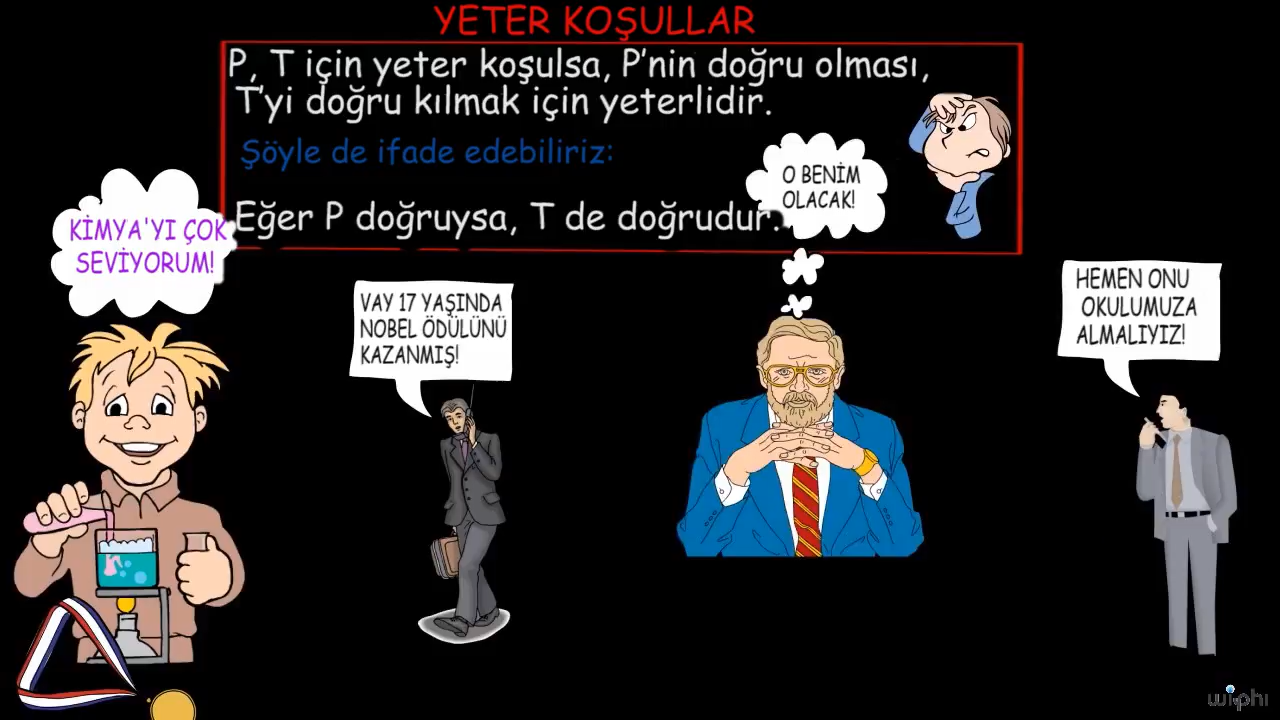 YETER KOŞULLAR
P, T için yeter koşulsa, P'nin doğru olması,
T'yi doğru kılmak için yeterlidir.
Şöyle de ifade edebiliriz:
Eğer P doğruysa, T de doğrudur.
O BENİM
OLACAK!
KİMYA'YI ÇOK
SEVİYORUM!
VAY 17 YAŞINDA
NOBEL ÖDÜLÜNÜ
KAZANMIŞ!
HEMEN ONU
OKULUMUZA
ALMALIYIZ!
wiphi